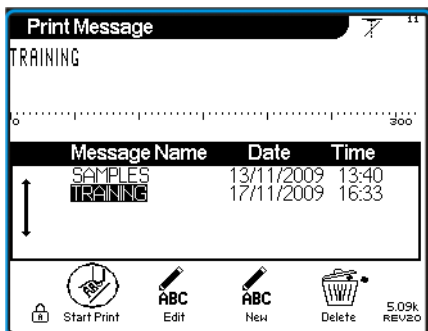 Print Message
11
TRAINING
0 300
Message Name Date Time
SAMPLES 13/11/2009 13:40
TRAINING 17/11/2009 16:33
ABC ABC ABC
Start Print Edit New Delete
5.09k
REV20